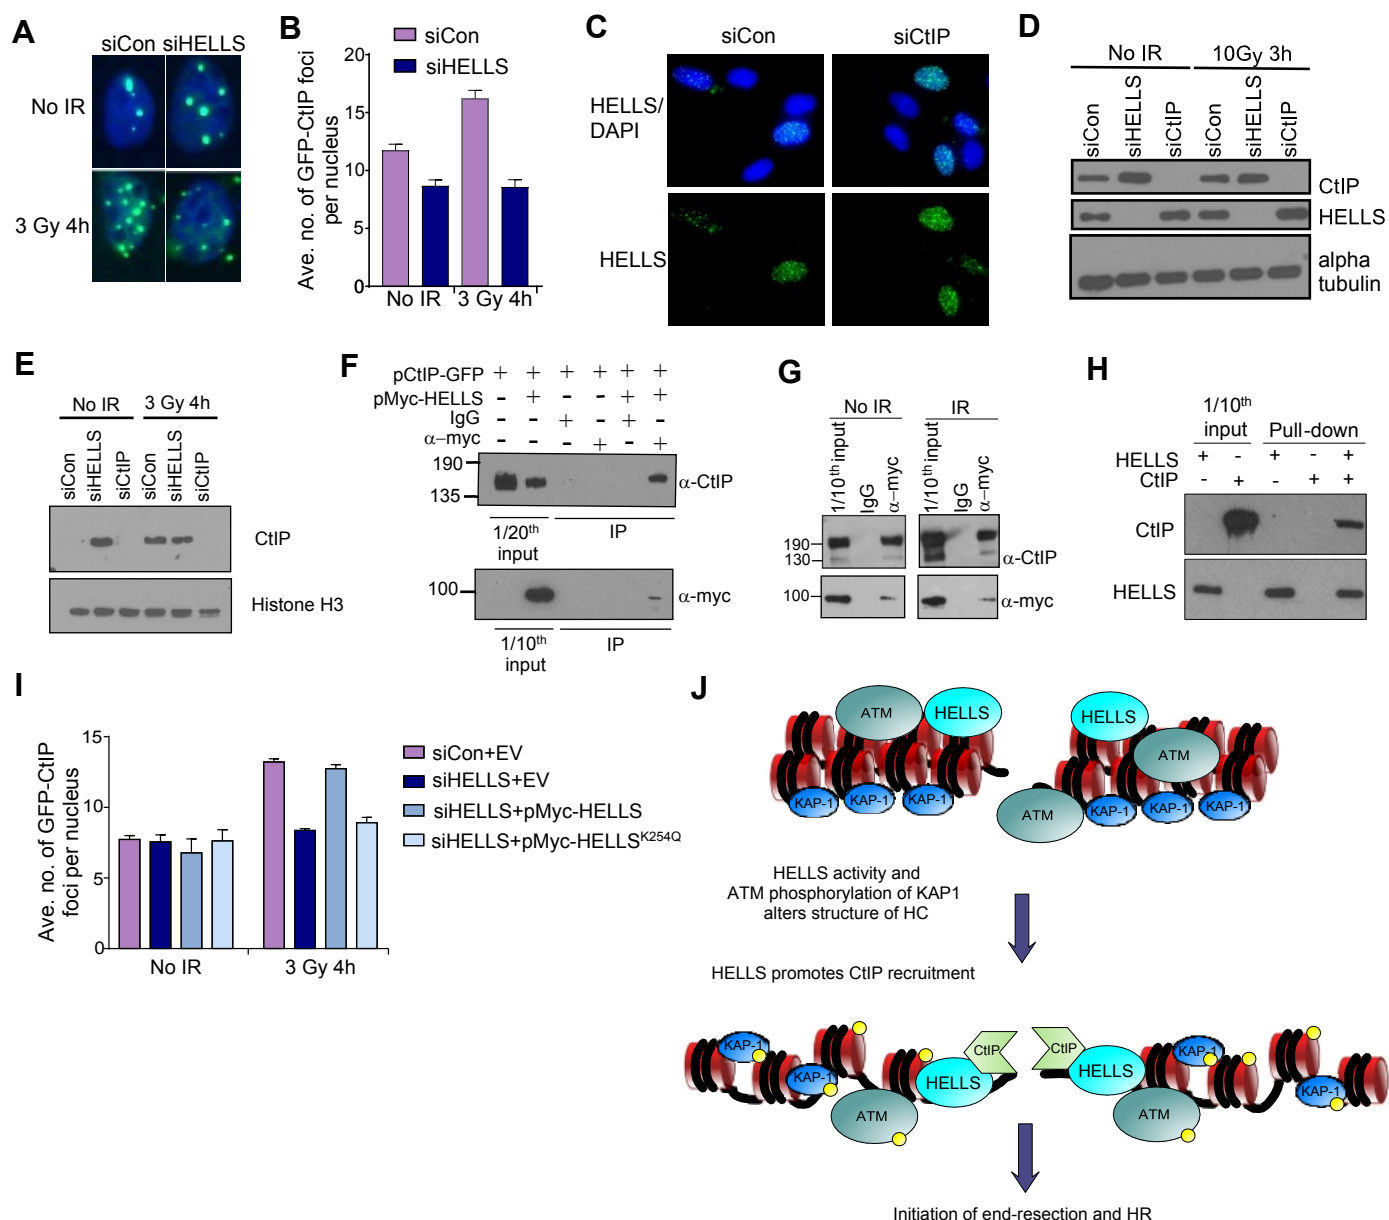 A
siCon siHELLS
No IR
3 Gy 4h
B
siCon
siHELLS
Ave. no. of GFP-CtIP foci
per nucleus
20
15
10
5
0
No IR
3 Gy 4h
C
siCon
siCtIP
HELLS/
DAPI
HELLS
D
No IR
10Gy 3h
siCon
siHELLS
siCtIP
siCon
siHELLS
siCtIP
CtIP
HELLS
alpha
tubulin
E
No IR
3 Gy 4h
siCon
siHELLS
siCtIP
siCon
siHELLS
siCtIP
CtIP
Histone H3
F
pCtIP-GFP + + + + + +
pMyc-HELLS - + - - + +
IgG - - + - + -
α-myc - - - + - +
190
135
α-CtIP
1/20th
input
IP
100
α-myc
1/10th
input
IP
G
No IR
IR
1/10th input
IgG
α-myc
1/10th input
IgG
α-myc
190
130
α-CtIP
100
α-myc
H
1/10th
input
Pull-down
HELLS + - + - +
CtIP - + - + +
CtIP
HELLS
I
Ave. no. of GFP-CtIP
foci per nucleus
15
10
5
0
No IR
3 Gy 4h
siCon+EV
siHELLS+EV
siHELLS+pMyc-HELLS
siHELLS+pMyc-HELLSK254Q
J
ATM
HELLS
KAP-1
KAP-1
KAP-1
HELLS
ATM
ATM
KAP-1
KAP-1
KAP-1
HELLS activity and
ATM phosphorylation of KAP1
alters structure of HC
HELLS promotes CtIP recruitment
KAP-1
KAP-1
ATM
HELLS
CtIP
CtIP
HELLS
ATM
KAP-1
KAP-1
Initiation of end-resection and HR